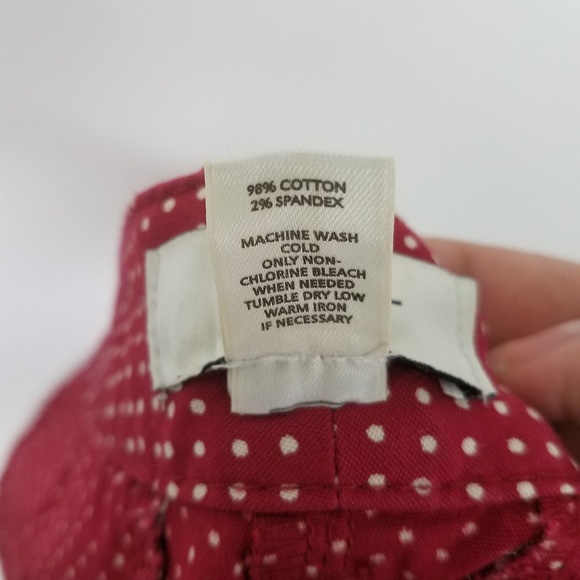 98% COTTON
2% SPANDEX
MACHINE WASH
COLD
ONLY NON-
CHLORINE BLEACH
WHEN NEEDED
TUMBLE DRY LOW
WARM IRON
IF NECESSARY